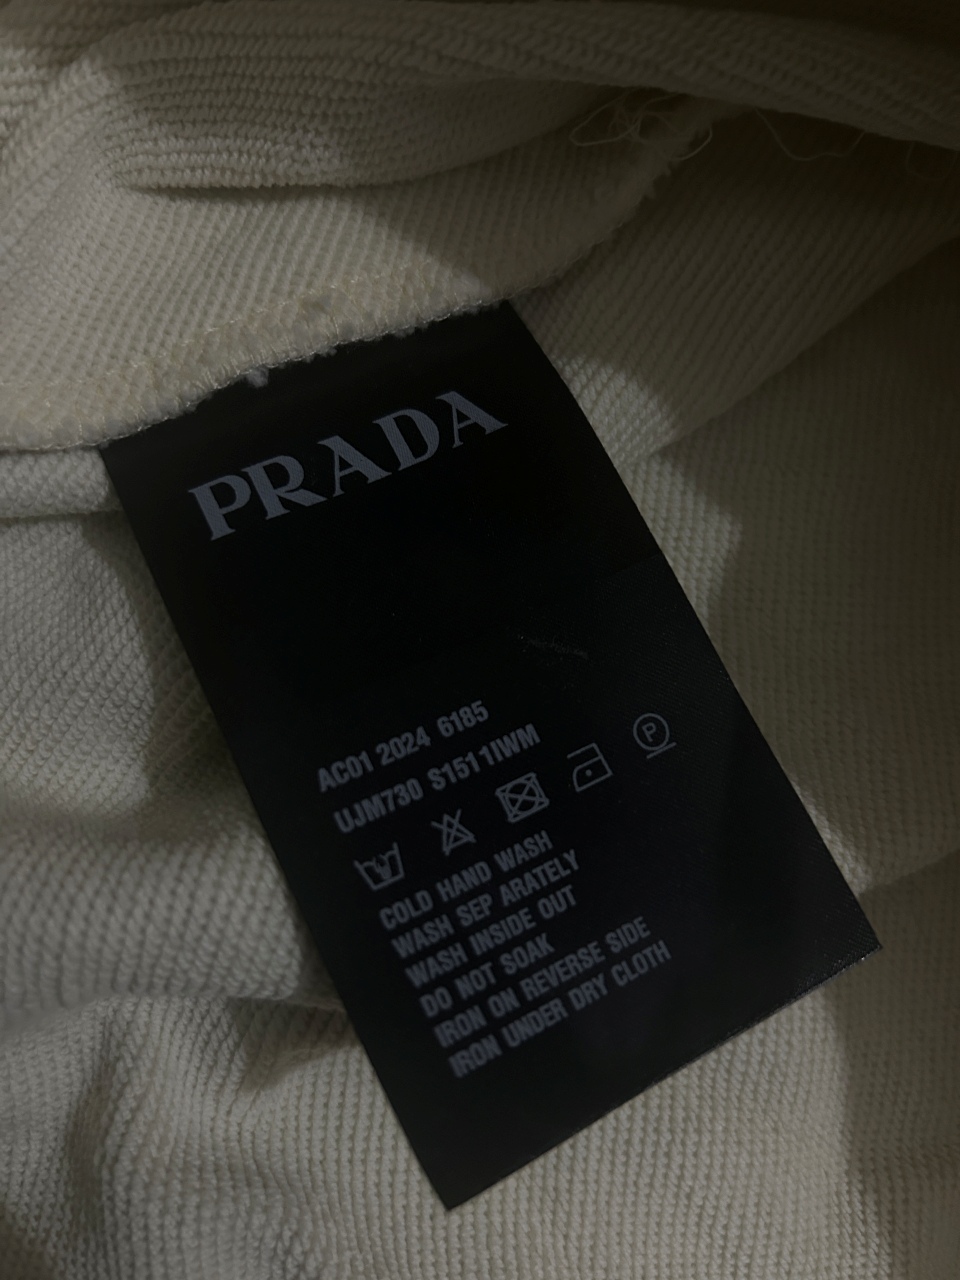 PRADA
AC01 2024 6185
UJM730 S151 1IWM
P
COLD HAND WASH
WASH SEP ARATELY
WASH INSIDE OUT
DO NOT SOAK
IRON ON REVERSE SIDE
IRON UNDER DRY CLOTH